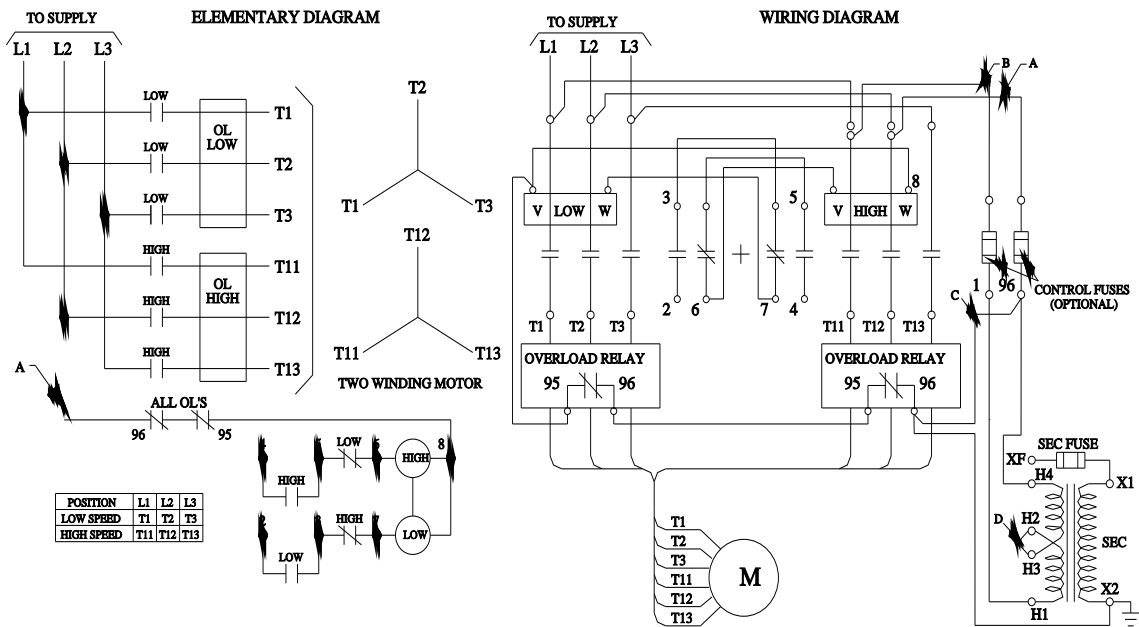 ELEMENTARY DIAGRAM
TO SUPPLY
L1 L2 L3
LOW
T1
OL
LOW
LOW
T2
LOW
T3
HIGH
T11
OL
HIGH
HIGH
T12
HIGH
T13
T2
T1 T3
T12
T11 T13
TWO WINDING MOTOR
A
ALL OL'S
96 95
LOW
8
HIGH
HIGH
HIGH
7
LOW
LOW
POSITION L1 L2 L3
LOW SPEED T1 T2 T3
HIGH SPEED T11 T12 T13
WIRING DIAGRAM
TO SUPPLY
L1 L2 L3
B A
3 5 8
V LOW W
V HIGH W
2 6 7 4
1 96
CONTROL FUSES
(OPTIONAL)
C
T1 T2 T3
T11 T12 T13
OVERLOAD RELAY
95 96
OVERLOAD RELAY
95 96
SEC FUSE
XF
H4 X1
D H2
SEC
H3
X2
H1
T1
T2
T3
T11
T12
T13
M